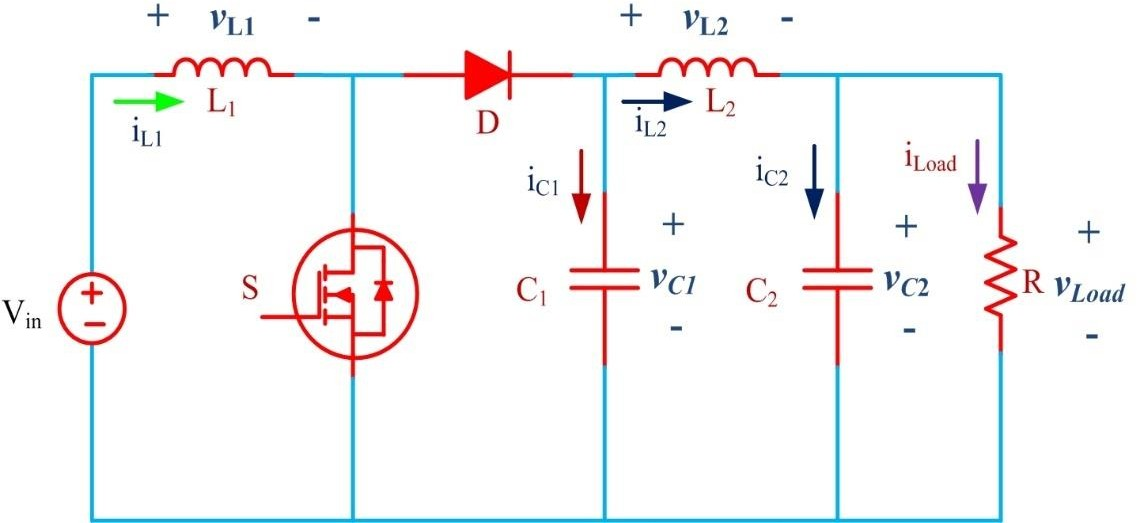 + vL1 - + vL2 -
L1 D L2
iL1 iL2
iC1 iC2 iLoad
+ + +
S C1 vC1 C2 vC2 R vLoad
Vin + -
- - -